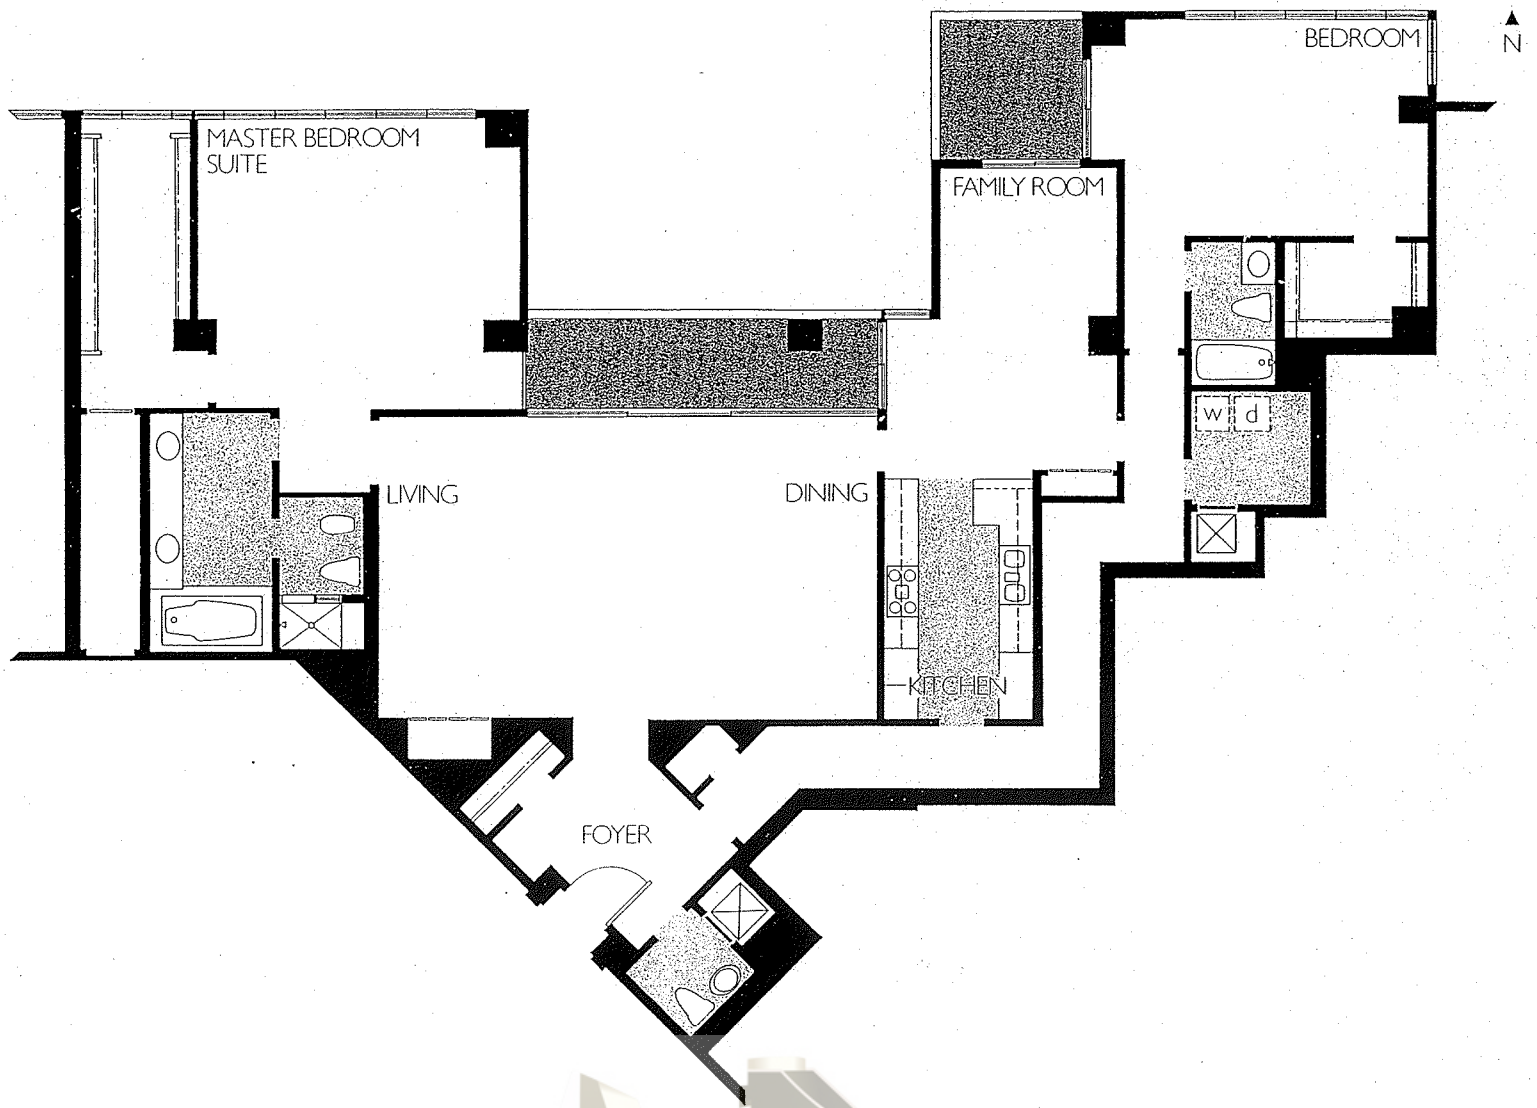 BEDROOM
N
MASTER BEDROOM
SUITE
FAMILY ROOM
w d
LIVING
DINING
KITCHEN
FOYER